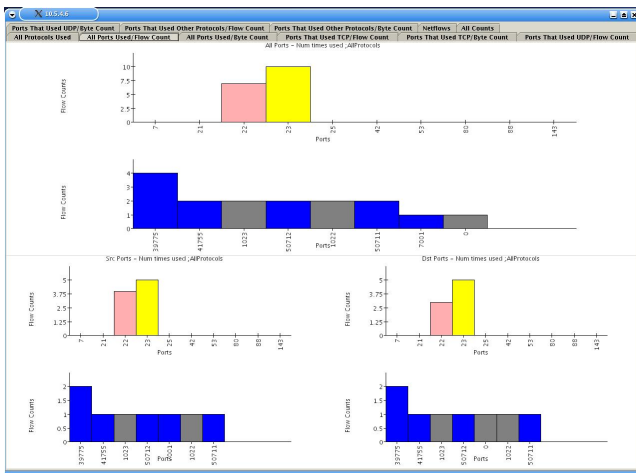 10.5.4.6
Ports That Used UDP/Byte Count Ports That Used Other Protocols/Flow Count Ports That Used Other Protocols/Byte Count Netflows All Counts
All Protocols Used All Ports Used/Flow Count All Ports Used/Byte Count Ports That Used TCP/Flow Count Ports That Used TCP/Byte Count Ports That Used UDP/Flow Count
All Ports - Num times used ;AllProtocols
Flow Counts
10
7.5
5
2.5
0
7 21 22 23 25 42 53 80 88 143
Ports
Flow Counts
4
3
2
1
0
39775 41755 1023 50712 1022 50711 7001 0
Ports
Src Ports - Num times used ;AllProtocols
Flow Counts
5
3.75
2.5
1.25
0
7 21 22 23 25 42 53 80 88 143
Ports
Dst Ports - Num times used ;AllProtocols
Flow Counts
5
3.75
2.5
1.25
0
7 21 22 23 25 42 53 80 88 143
Ports
Flow Counts
2
1.5
1
0.5
0
39775 41755 1023 50712 7001 1022 50711
Ports
Flow Counts
2
1.5
1
0.5
0
39775 41755 1023 50712 0 1022 50711
Ports